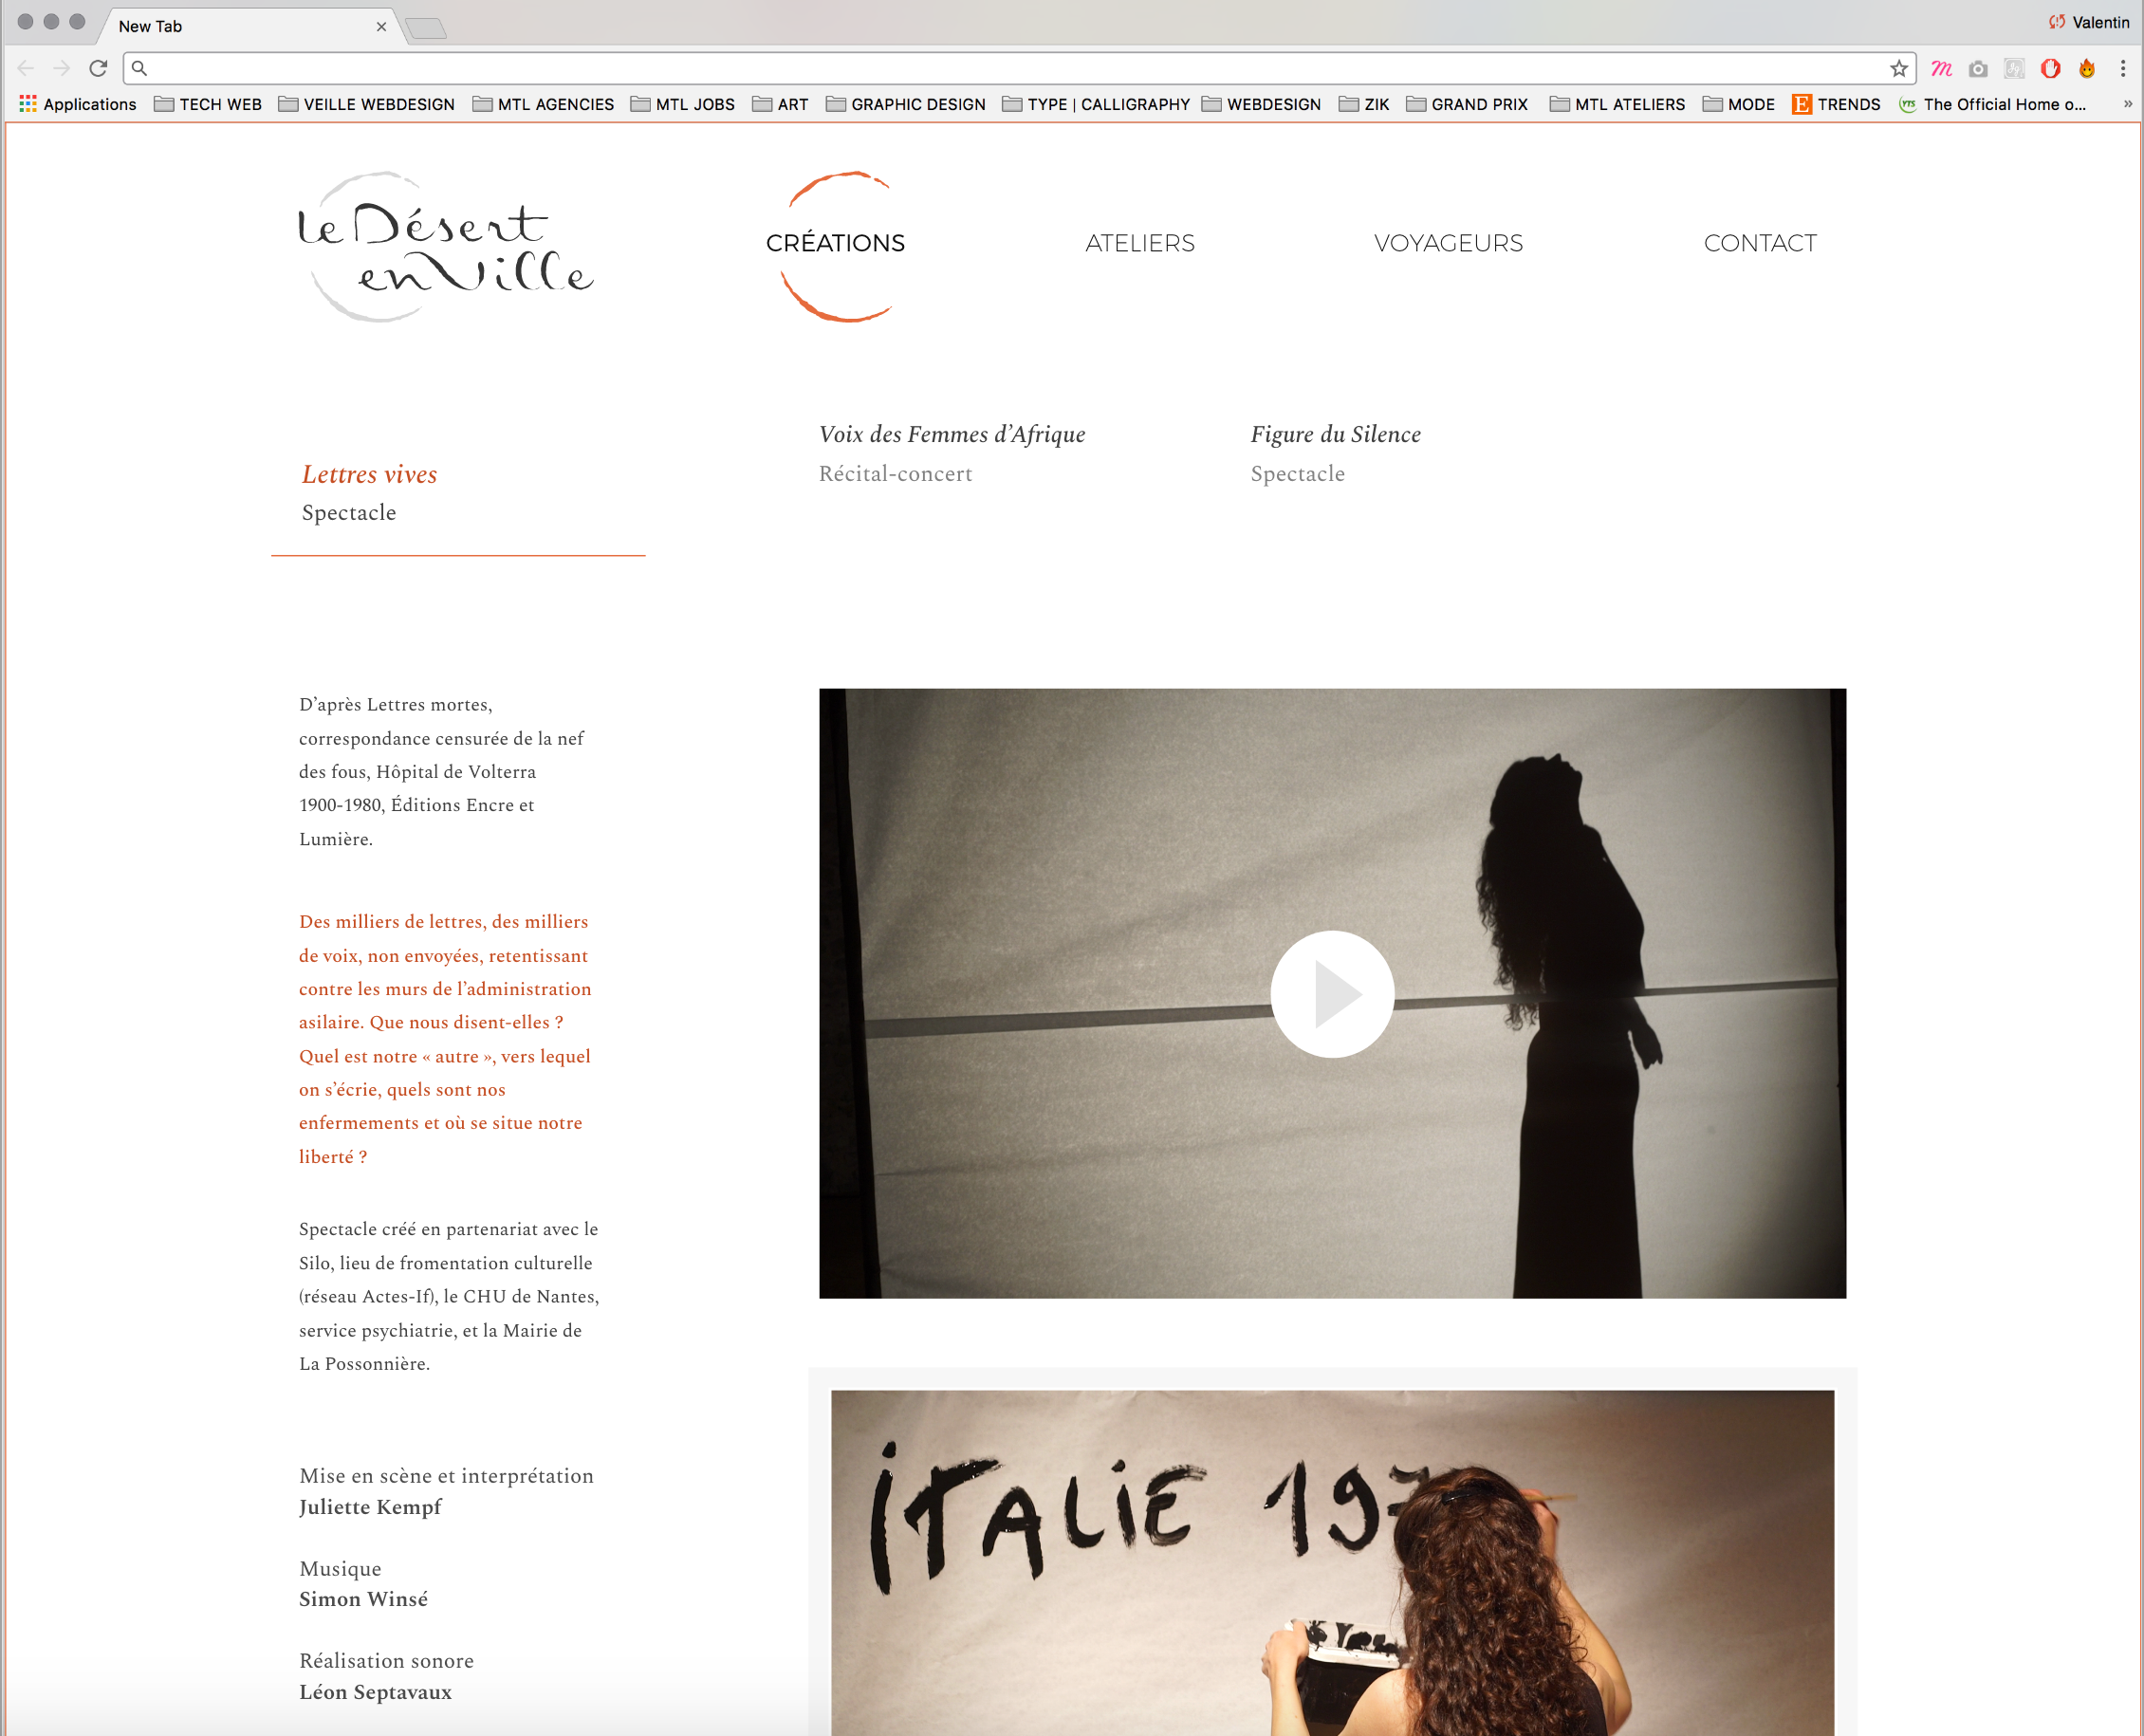 New Tab
Valentin
Applications TECH WEB VEILLE WEBDESIGN MTL AGENCIES MTL JOBS ART GRAPHIC DESIGN TYPE | CALLIGRAPHY WEBDESIGN ZIK GRAND PRIX MTL ATELIERS MODE E TRENDS YTS The Official Home o... »
le Désert
en Ville
CRÉATIONS ATELIERS VOYAGEURS CONTACT
Lettres vives
Spectacle
Voix des Femmes d’Afrique
Récital-concert
Figure du Silence
Spectacle
D’après Lettres mortes,
correspondance censurée de la nef
des fous, Hôpital de Volterra
1900-1980, Éditions Encre et
Lumière.
Des milliers de lettres, des milliers
de voix, non envoyées, retentissant
contre les murs de l’administration
asilaire. Que nous disent-elles ?
Quel est notre « autre », vers lequel
on s’écrie, quels sont nos
enfermements et où se situe notre
liberté ?
Spectacle créé en partenariat avec le
Silo, lieu de fromentation culturelle
(réseau Actes-If), le CHU de Nantes,
service psychiatrie, et la Mairie de
La Possonnière.
Mise en scène et interprétation
Juliette Kempf
Musique
Simon Winsé
Réalisation sonore
Léon Septavaux
iTALiE 197